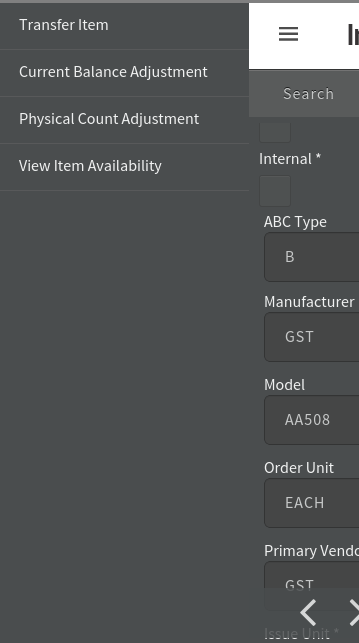 Transfer Item
Current Balance Adjustment
Physical Count Adjustment
View Item Availability
Search
Internal *
ABC Type
B
Manufacturer
GST
Model
AA508
Order Unit
EACH
Primary Vendo
GST
Issue Unit *